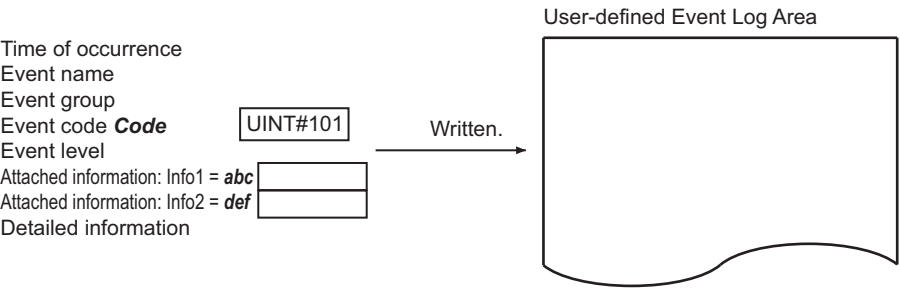 User-defined Event Log Area
Time of occurrence
Event name
Event group
Event code Code UINT#101
Written.
Event level
Attached information: Info1 = abc
Attached information: Info2 = def
Detailed information